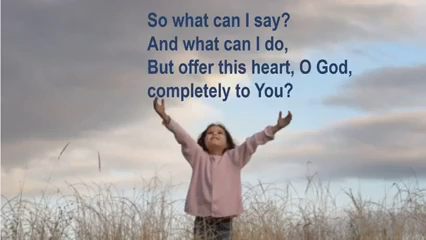 So what can I say?
And what can I do,
But offer this heart, O God,
completely to You?